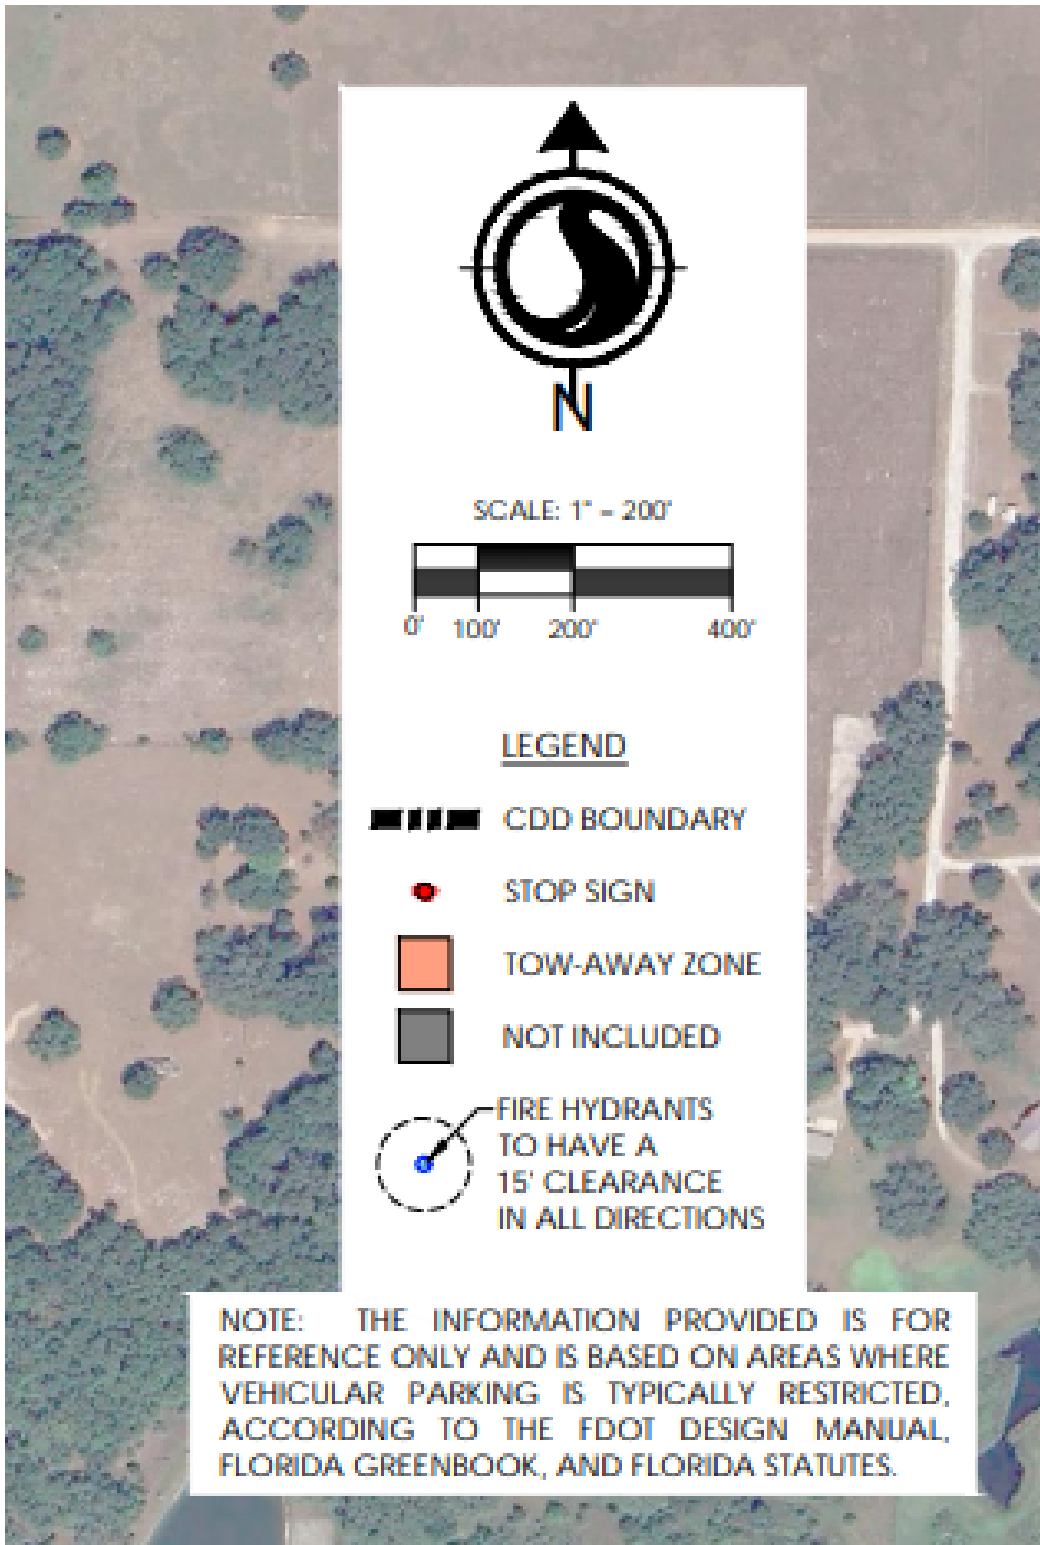 N
SCALE: 1" = 200'
0' 100' 200' 400'
LEGEND
CDD BOUNDARY
STOP SIGN
TOW-AWAY ZONE
NOT INCLUDED
FIRE HYDRANTS
TO HAVE A
15' CLEARANCE
IN ALL DIRECTIONS
NOTE: THE INFORMATION PROVIDED IS FOR
REFERENCE ONLY AND IS BASED ON AREAS WHERE
VEHICULAR PARKING IS TYPICALLY RESTRICTED,
ACCORDING TO THE FDOT DESIGN MANUAL,
FLORIDA GREENBOOK, AND FLORIDA STATUTES.